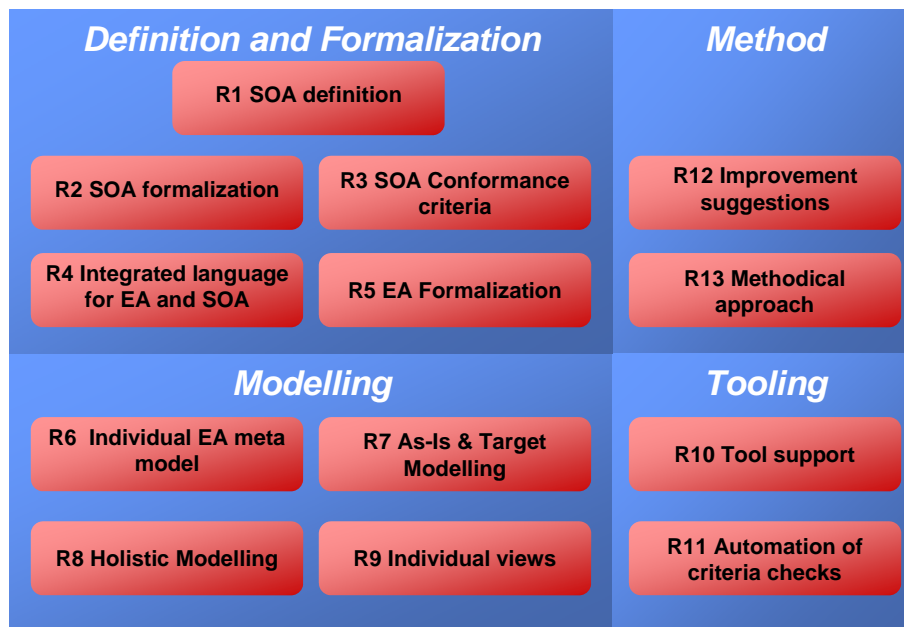 Definition and Formalization
R1 SOA definition
R2 SOA formalization
R3 SOA Conformance
criteria
R4 Integrated language
for EA and SOA
R5 EA Formalization
Method
R12 Improvement
suggestions
R13 Methodical
approach
Modelling
R6 Individual EA meta
model
R7 As-Is & Target
Modelling
R8 Holistic Modelling
R9 Individual views
Tooling
R10 Tool support
R11 Automation of
criteria checks